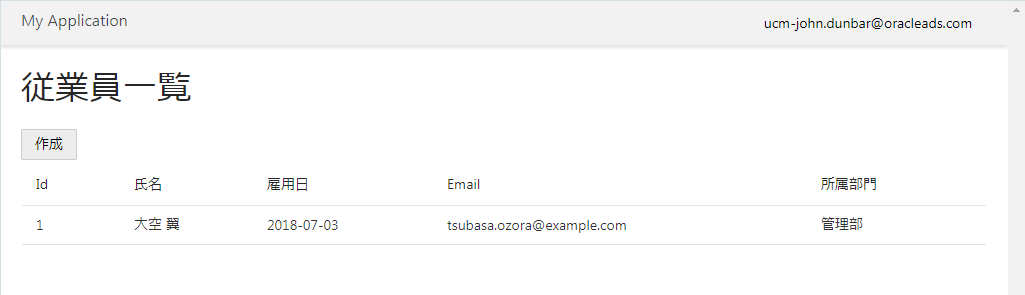 My Application ucm-john.dunbar@oracleads.com
従業員一覧
作成
Id 氏名 雇用日 Email 所属部門
1 大空 翼 2018-07-03 tsubasa.ozora@example.com 管理部